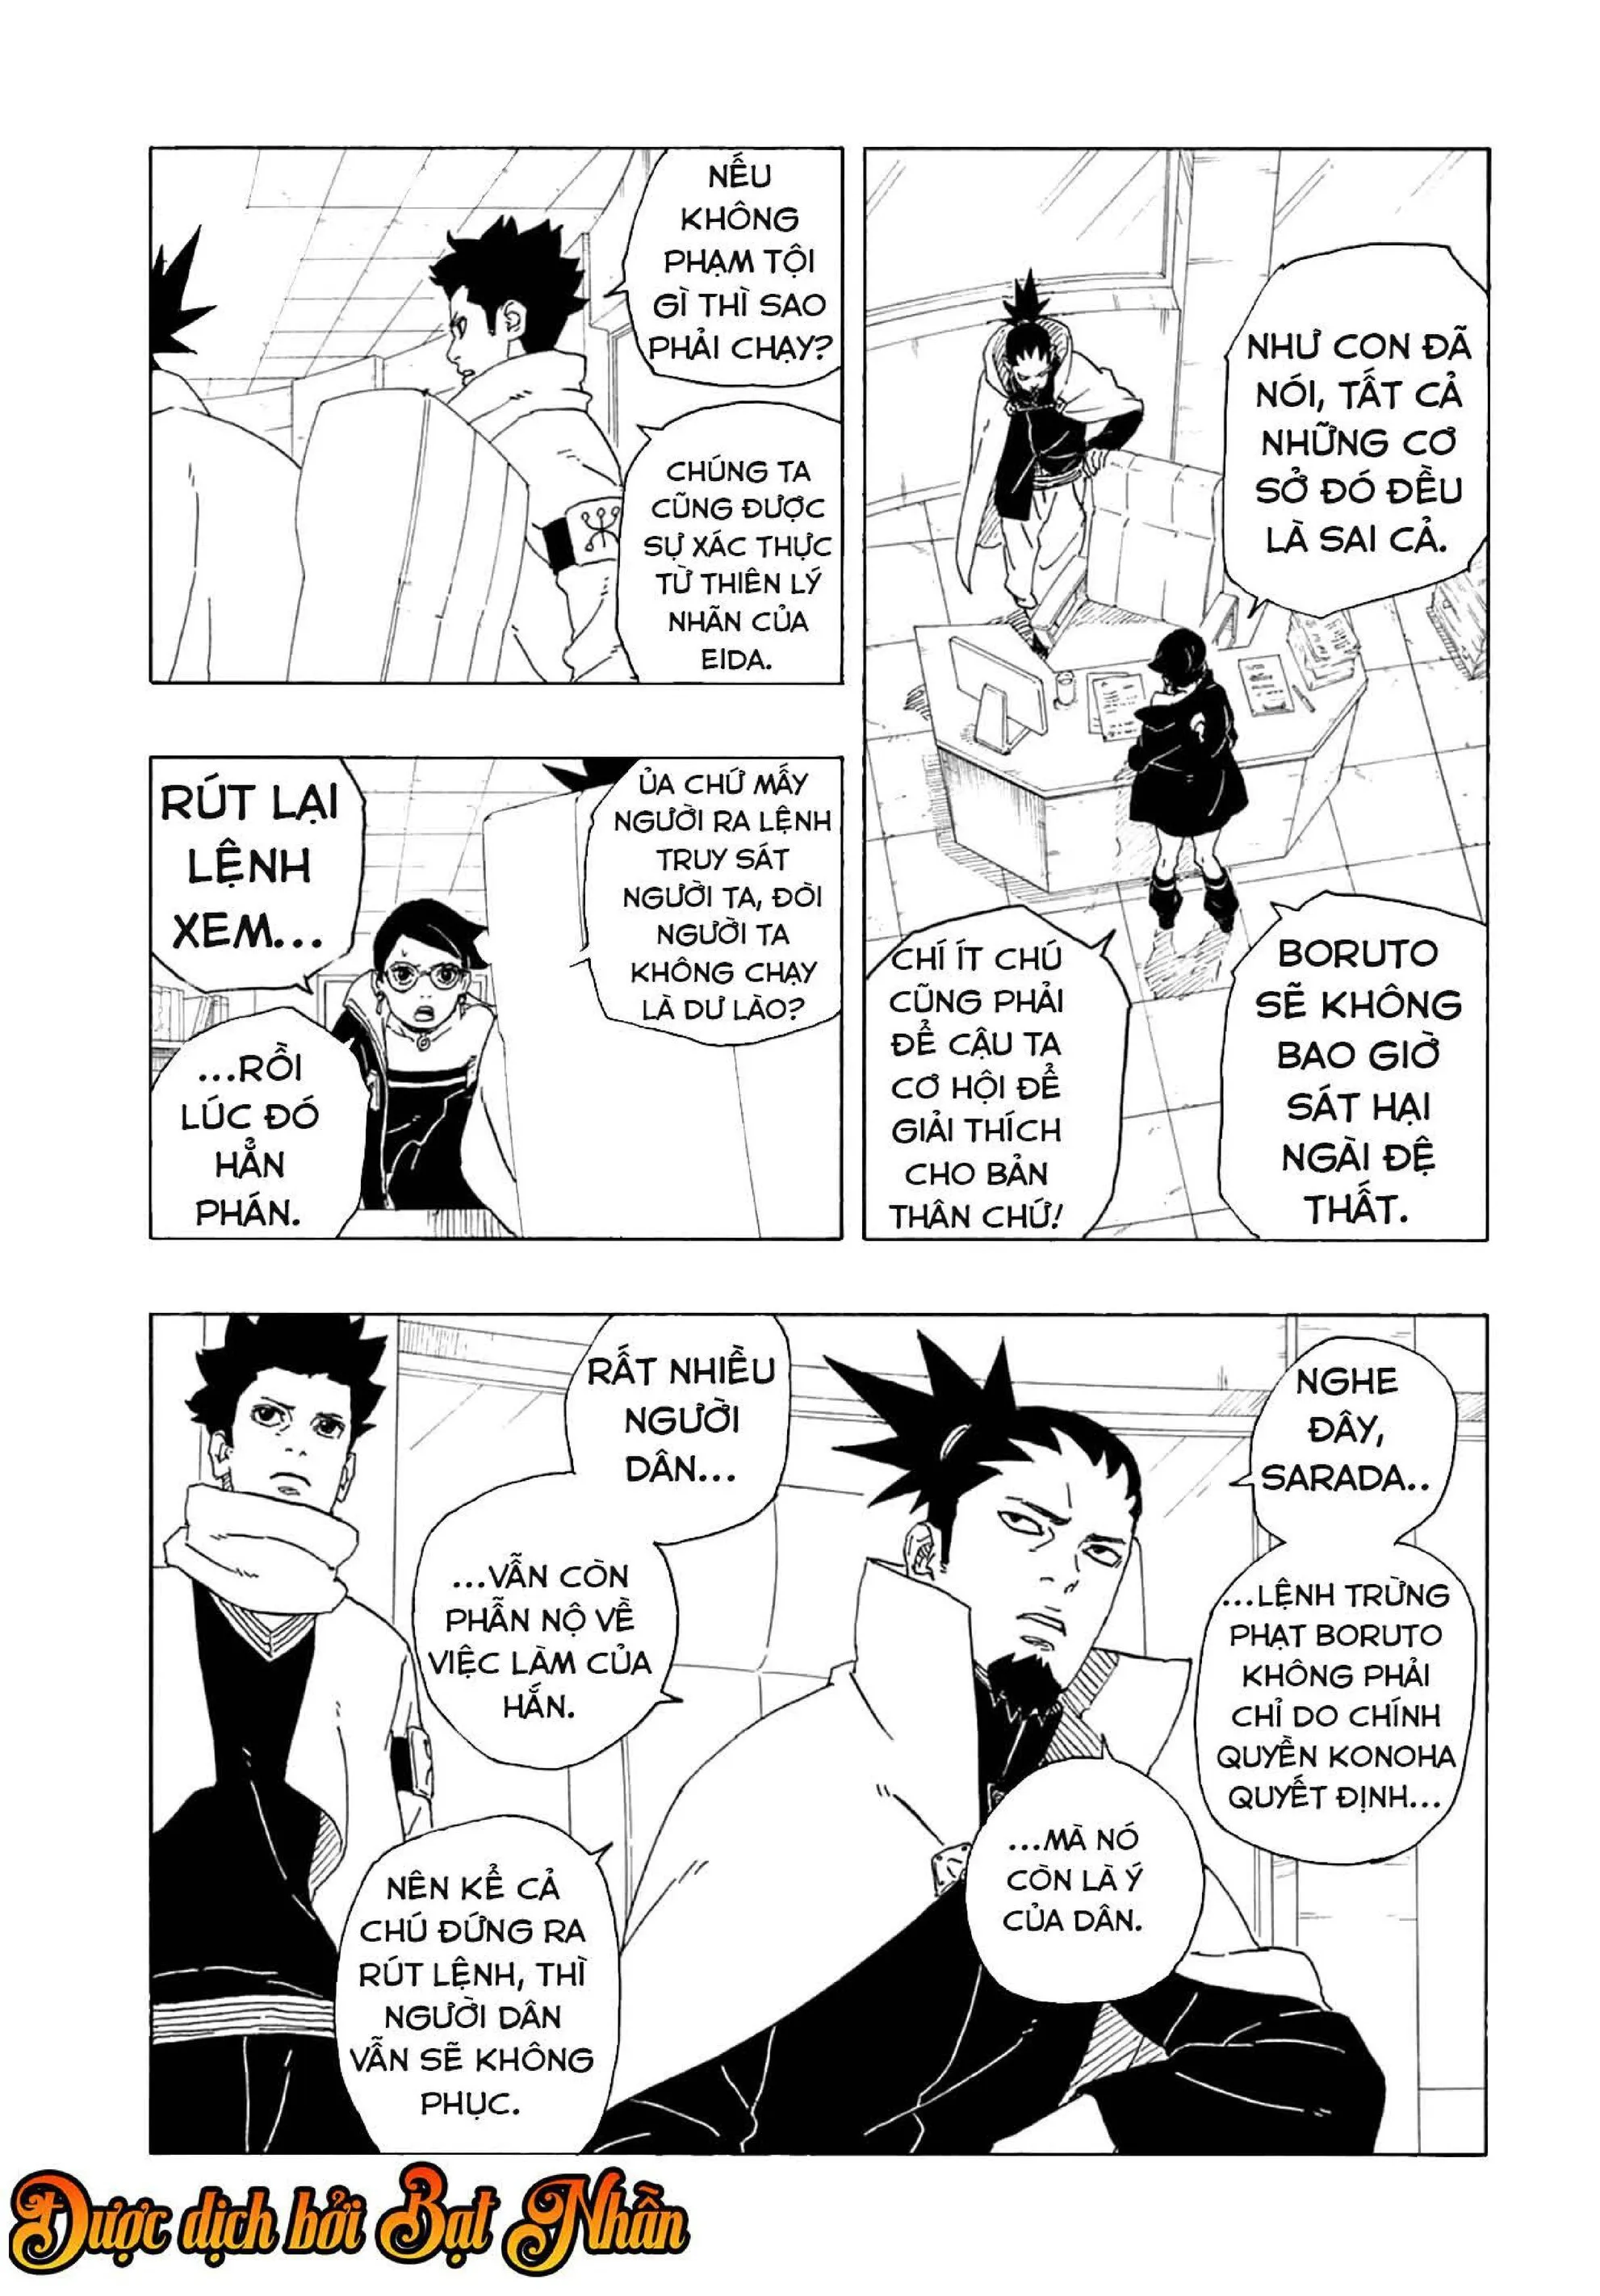 NHƯ CON ĐÃ
NÓI, TẤT CẢ
NHỮNG CƠ
SỞ ĐÓ ĐỀU
LÀ SAI CẢ.
BORUTO
SẼ KHÔNG
BAO GIỜ
SÁT HẠI
NGÀI ĐỆ
THẤT.
CHÍ ÍT CHÚ
CŨNG PHẢI
ĐỂ CẬU TA
CƠ HỘI ĐỂ
GIẢI THÍCH
CHO BẢN
THÂN CHỨ!
NẾU
KHÔNG
PHẠM TỘI
GÌ THÌ SAO
PHẢI CHẠY?
CHÚNG TA
CŨNG ĐƯỢC
SỰ XÁC THỰC
TỪ THIÊN LÝ
NHÃN CỦA
EIDA.
ỦA CHỨ MẤY
NGƯỜI RA LỆNH
TRUY SÁT
NGƯỜI TA, ĐÒI
NGƯỜI TA
KHÔNG CHẠY
LÀ DƯ LÀO?
RÚT LẠI
LỆNH
XEM...
...RỒI
LÚC ĐÓ
HẲN
PHÁN.
NGHE
ĐÂY,
SARADA..
...LỆNH TRỪNG
PHẠT BORUTO
KHÔNG PHẢI
CHỈ DO CHÍNH
QUYỀN KONOHA
QUYẾT ĐỊNH...
...MÀ NÓ
CÒN LÀ Ý
CỦA DÂN.
RẤT NHIỀU
NGƯỜI
DÂN...
...VẪN CÒN
PHẪN NỘ VỀ
VIỆC LÀM CỦA
HẮN.
NÊN KỂ CẢ
CHÚ ĐỨNG RA
RÚT LỆNH, THÌ
NGƯỜI DÂN
VẪN SẼ KHÔNG
PHỤC.
Được dịch bởi Bạt Nhẫn